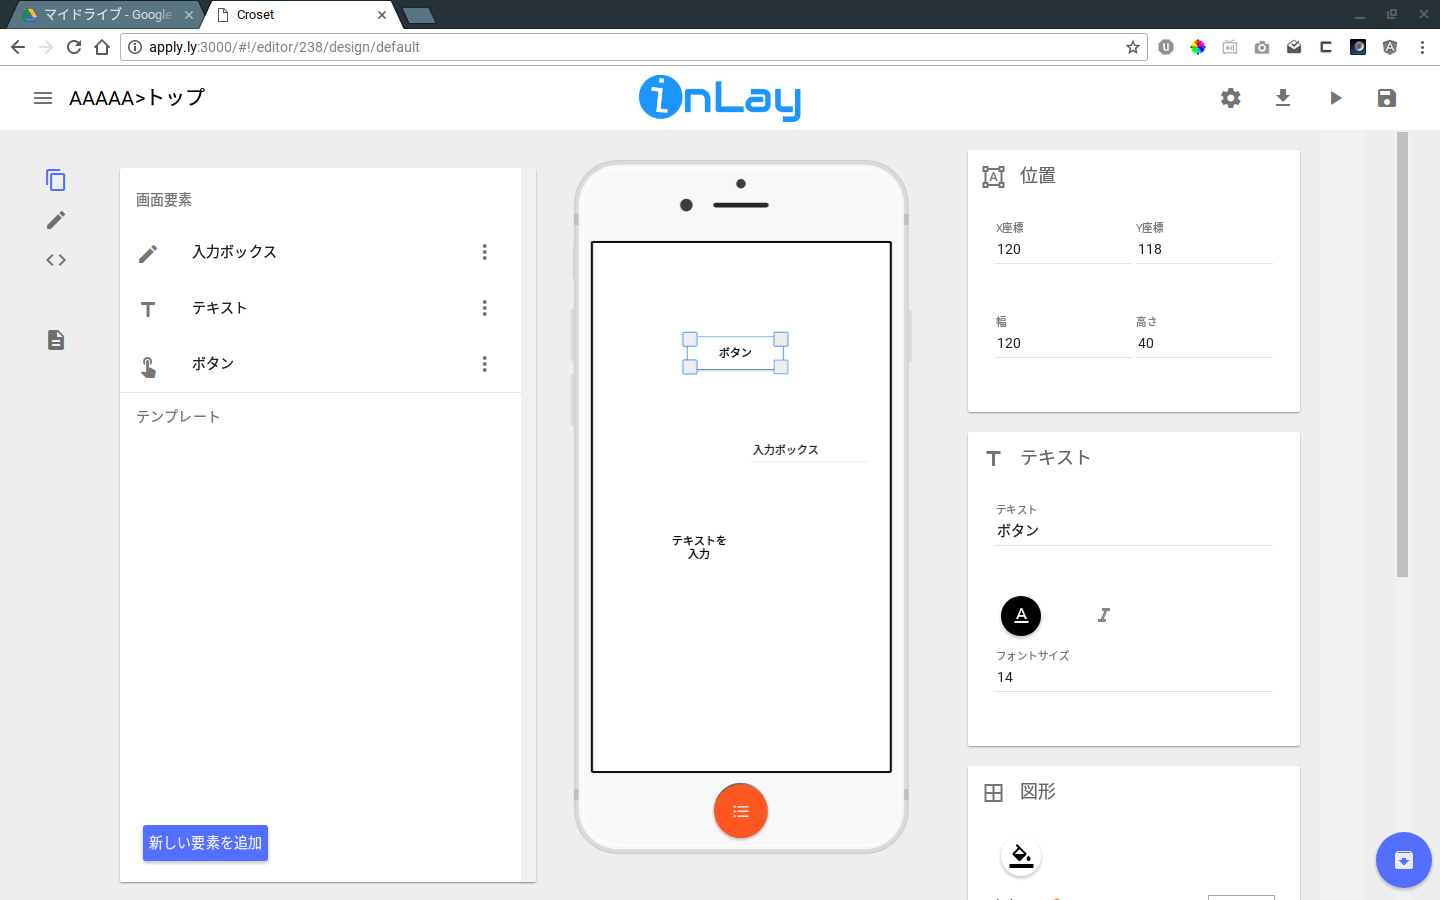 マイドライブ - Google
Croset
apply.ly:3000/#!/editor/238/design/default
AAAAA>トップ
inLay
画面要素
入力ボックス
テキスト
ボタン
テンプレート
新しい要素を追加
ボタン
入力ボックス
テキストを
入力
位置
X座標
Y座標
120
118
幅
高さ
120
40
テキスト
テキスト
ボタン
フォントサイズ
14
図形